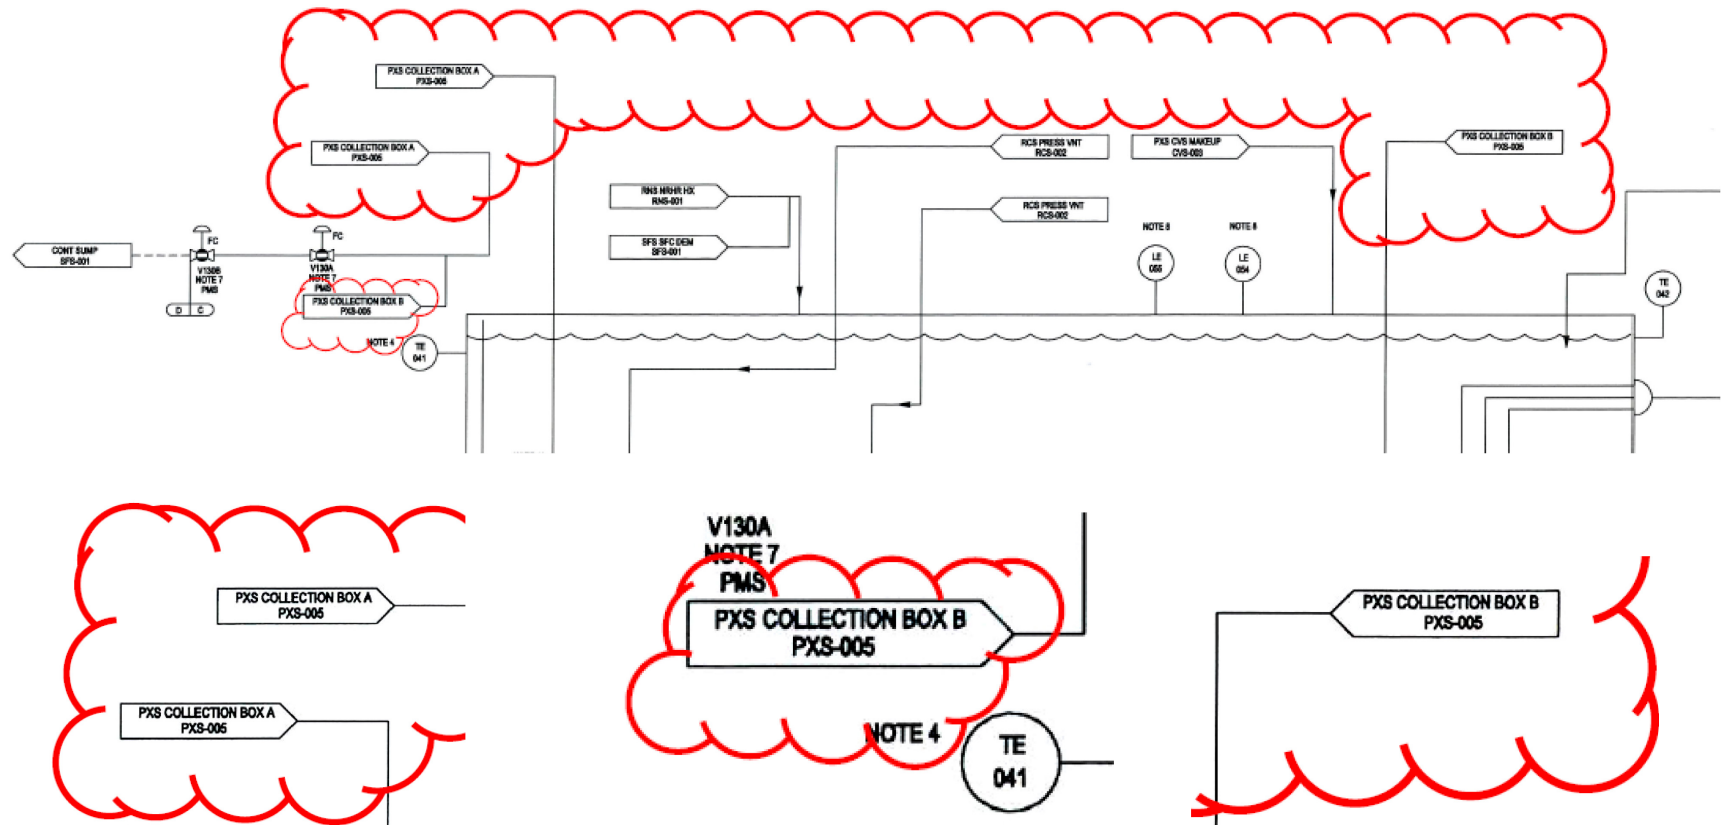 PXS COLLECTION BOX A
PXS-005
PXS COLLECTION BOX A
PXS-005
RCS PRESS VNT
RCS-002
PXS CVS MAKEUP
CVS-003
PXS COLLECTION BOX B
PXS-005
RNS NRHR HX
RNS-001
RCS PRESS VNT
RCS-002
SFS SFC DEM
SFS-001
NOTE 8
NOTE 8
FC
FC
CONT SUMP
SFS-001
V130B
NOTE 7
PMS
V130A
NOTE 7
PMS
LE
055
LE
054
TE
042
PXS COLLECTION BOX B
PXS-005
D C
NOTE 4
TE
041
PXS COLLECTION BOX A
PXS-005
PXS COLLECTION BOX A
PXS-005
V130A
NOTE 7
PMS
PXS COLLECTION BOX B
PXS-005
NOTE 4
TE
041
PXS COLLECTION BOX B
PXS-005